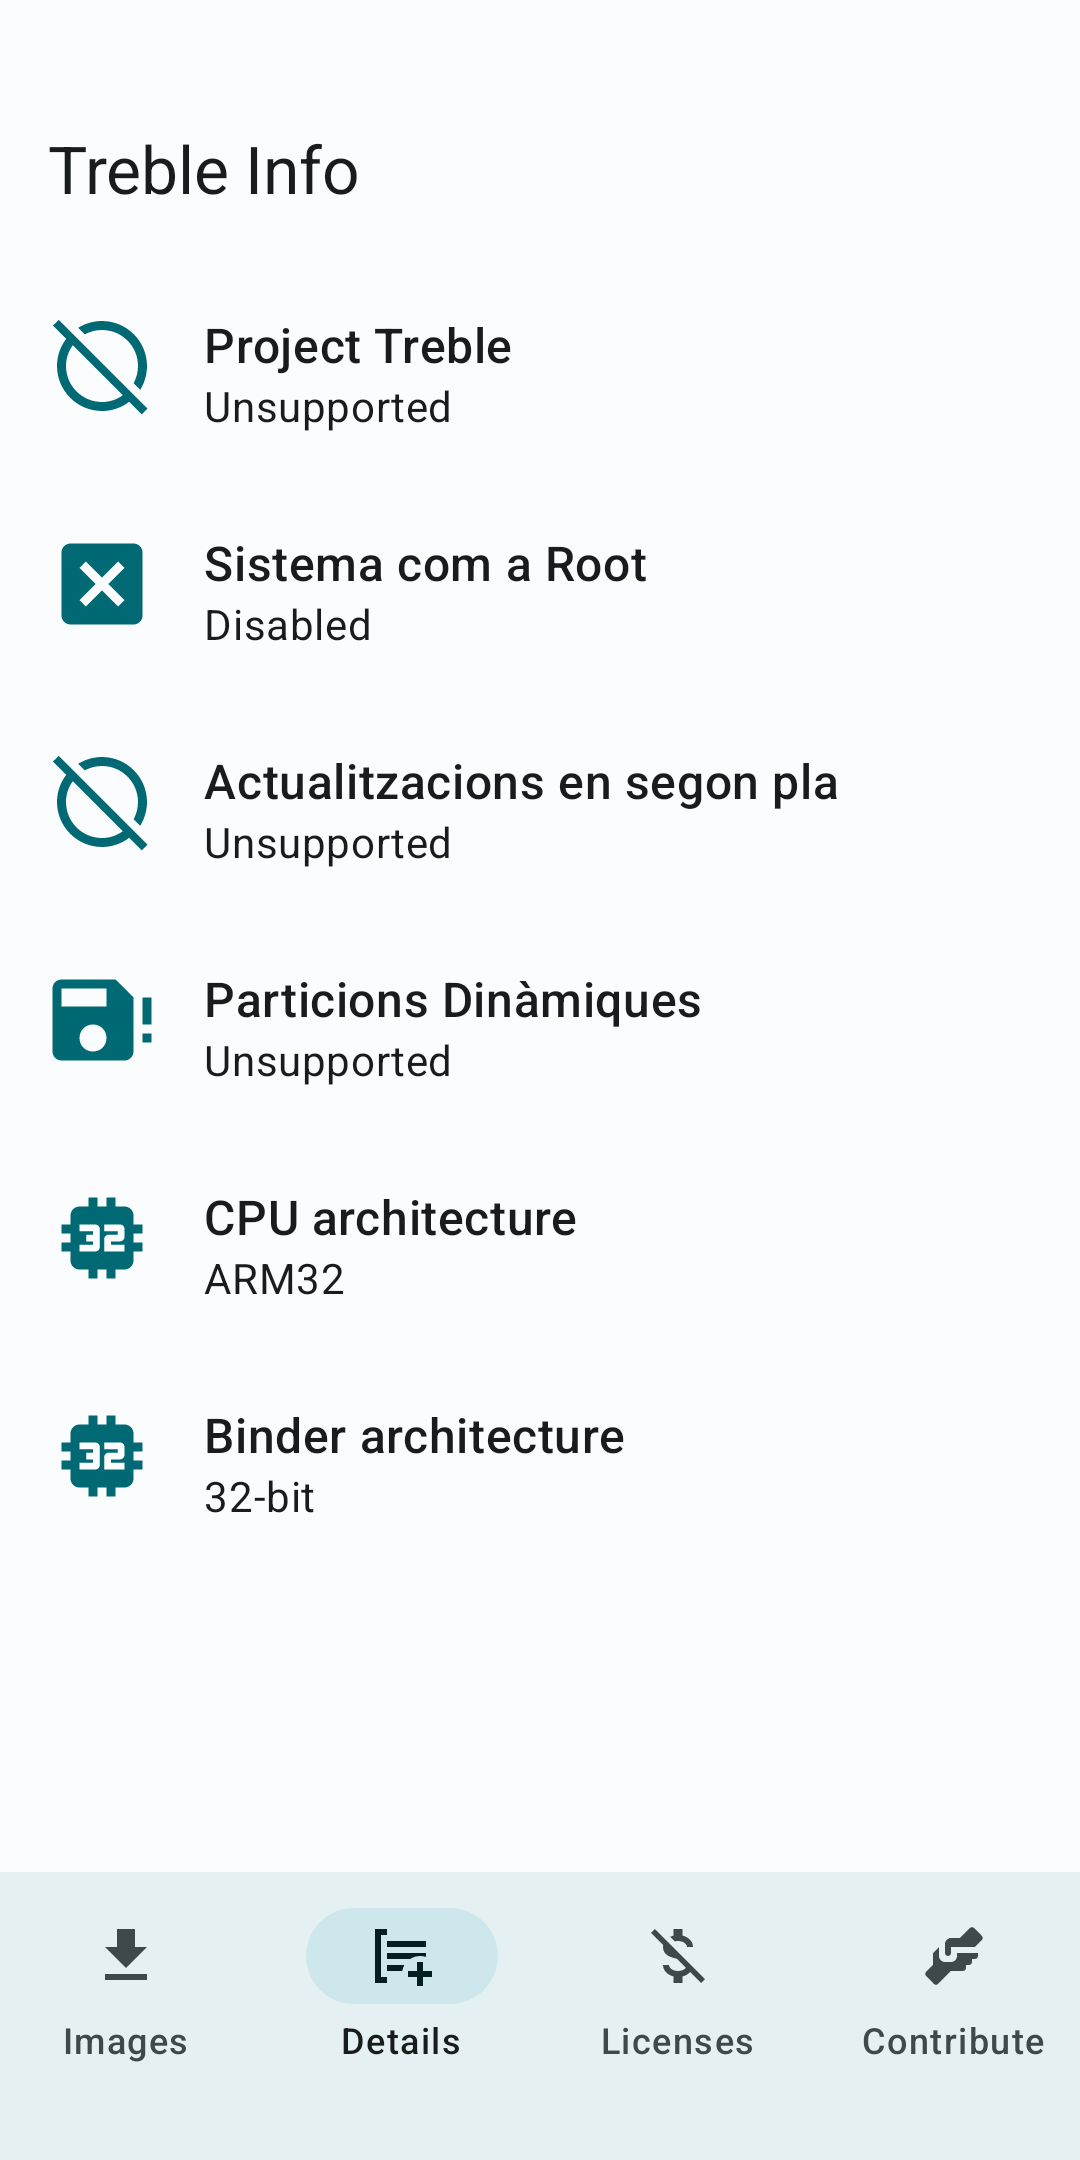 Treble Info
Project Treble
Unsupported
Sistema com a Root
Disabled
Actualitzacions en segon pla
Unsupported
Particions Dinàmiques
Unsupported
32
CPU architecture
ARM32
32
Binder architecture
32-bit
Images
Details
Licenses
Contribute